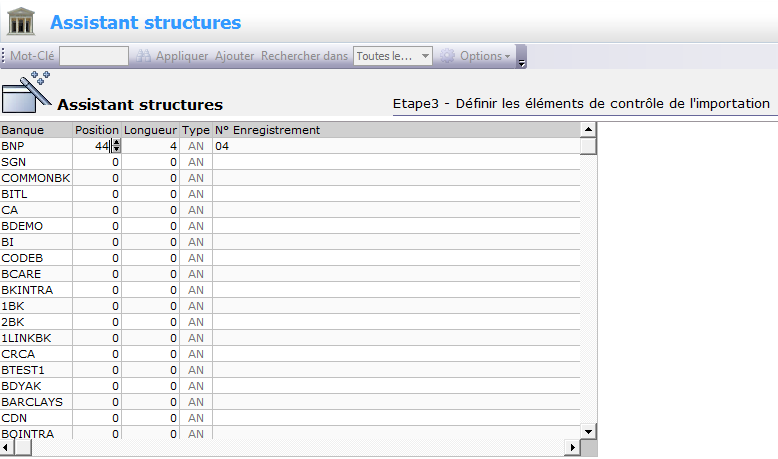 Assistant structures
Mot-Clé Appliquer Ajouter Rechercher dans Toutes le... Options
Assistant structures Etape3 - Définir les éléments de contrôle de l'importation
Banque Position Longueur Type N° Enregistrement
BNP 44 4 AN 04
SGN 0 0 AN
COMMONBK 0 0 AN
BITL 0 0 AN
CA 0 0 AN
BDEMO 0 0 AN
BI 0 0 AN
CODEB 0 0 AN
BCARE 0 0 AN
BKINTRA 0 0 AN
1BK 0 0 AN
2BK 0 0 AN
1LINKBK 0 0 AN
CRCA 0 0 AN
BTEST1 0 0 AN
BDYAK 0 0 AN
BARCLAYS 0 0 AN
CDN 0 0 AN
BQINTRA 0 0 AN